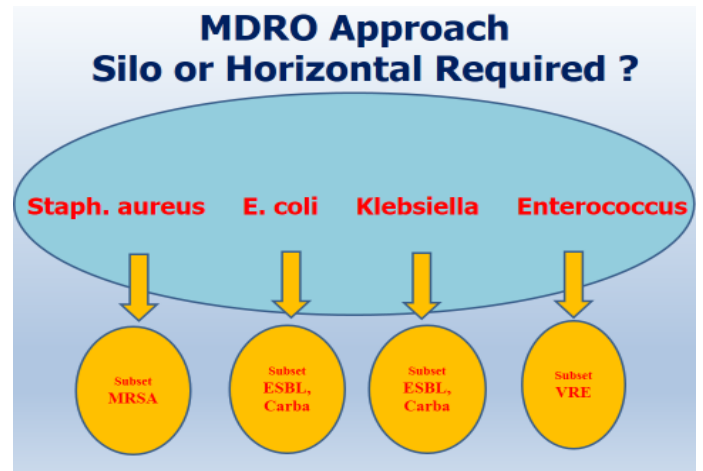 MDRO Approach
Silo or Horizontal Required ?
Staph. aureus E. coli Klebsiella Enterococcus
Subset
MRSA
Subset
ESBL,
Carba
Subset
ESBL,
Carba
Subset
VRE